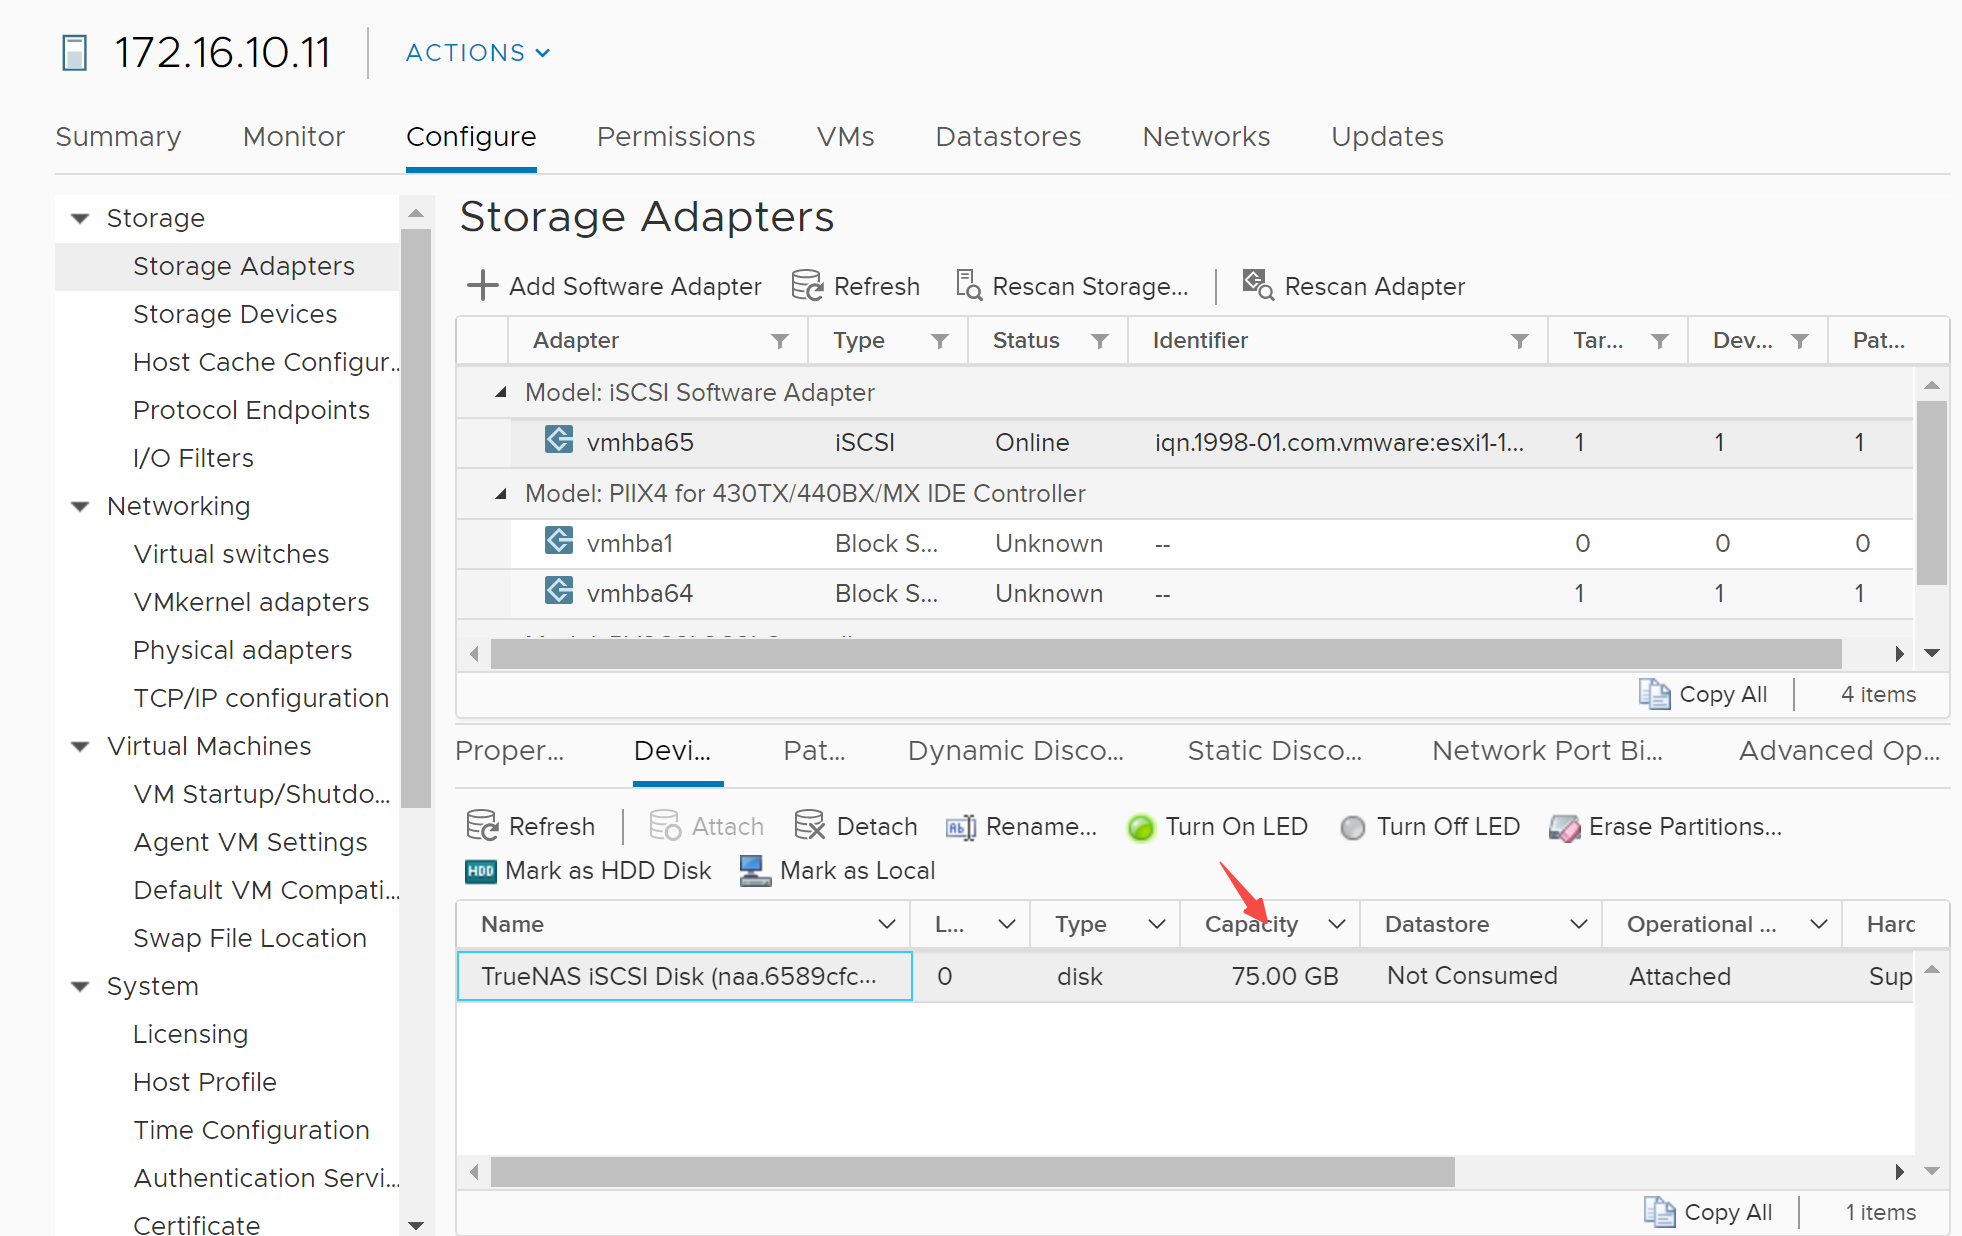 172.16.10.11
ACTIONS
Summary Monitor Configure Permissions VMs Datastores Networks Updates
Storage
Storage Adapters
Storage Devices
Host Cache Configur...
Protocol Endpoints
I/O Filters
Networking
Virtual switches
VMkernel adapters
Physical adapters
TCP/IP configuration
Virtual Machines
VM Startup/Shutdo...
Agent VM Settings
Default VM Compati...
Swap File Location
System
Licensing
Host Profile
Time Configuration
Authentication Servi...
Certificate
Storage Adapters
Add Software Adapter Refresh Rescan Storage... Rescan Adapter
Adapter Type Status Identifier Tar... Dev... Pat...
Model: iSCSI Software Adapter
vmhba65 iSCSI Online iqn.1998-01.com.vmware:esxi1-1... 1 1 1
Model: PIIX4 for 430TX/440BX/MX IDE Controller
vmhba1 Block S... Unknown -- 0 0 0
vmhba64 Block S... Unknown -- 1 1 1
Copy All 4 items
Proper... Devi... Pat... Dynamic Disco... Static Disco... Network Port Bi... Advanced Op...
Refresh Attach Detach Rename... Turn On LED Turn Off LED Erase Partitions...
HDD Mark as HDD Disk Mark as Local
Name L... Type Capacity Datastore Operational ... Hard
TrueNAS iSCSI Disk (naa.6589cfc... 0 disk 75.00 GB Not Consumed Attached Sup
Copy All 1 items